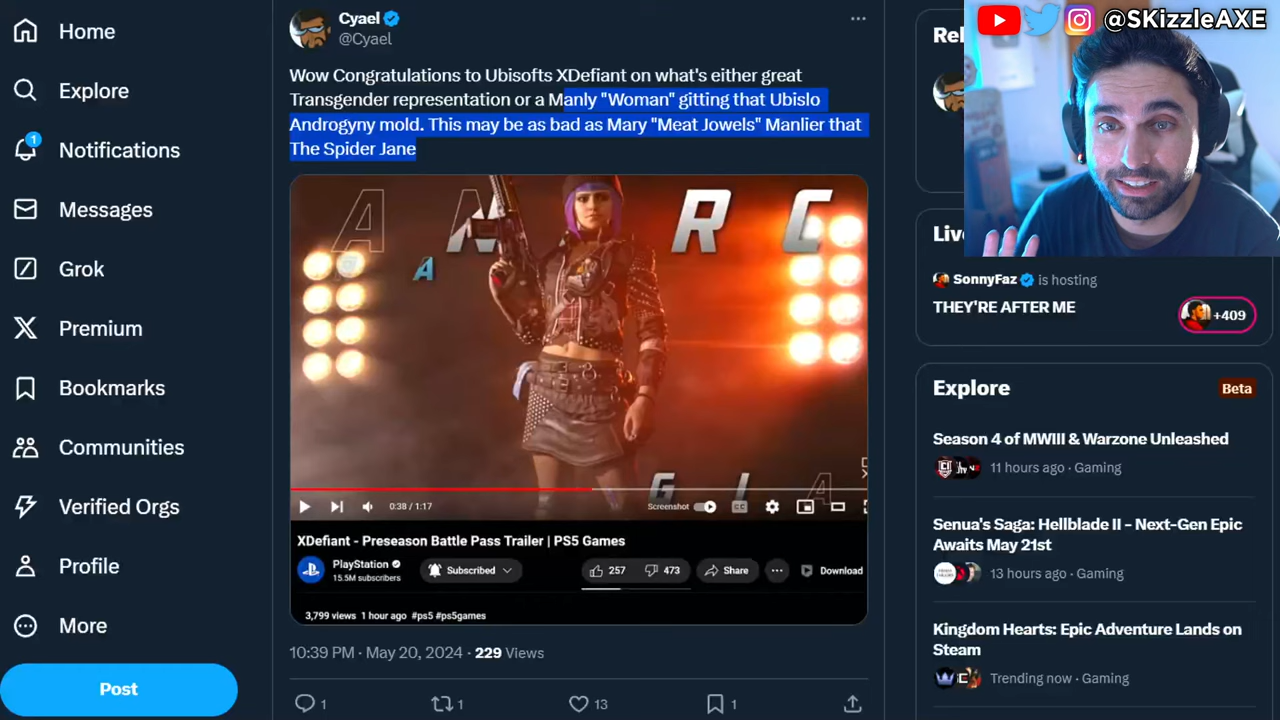 Home
Explore
1
Notifications
Messages
Grok
Premium
Bookmarks
Communities
Verified Orgs
Profile
More
Post
Cyael
@Cyael
Wow Congratulations to Ubisofts XDefiant on what's either great
Transgender representation or a Manly "Woman" gitting that Ubislo
Androgyny mold. This may be as bad as Mary "Meat Jowels" Manlier that
The Spider Jane
A N R C
A
G I A
0:38 / 1:17
Screenshot
CC
XDefiant - Preseason Battle Pass Trailer | PS5 Games
PlayStation
15.5M subscribers
Subscribed
257
473
Share
Download
3,799 views 1 hour ago #ps5 #ps5games
10:39 PM · May 20, 2024 · 229 Views
1
1
13
1
@SKizzleAXE
Rel
Liv
SonnyFaz is hosting
THEY'RE AFTER ME
+409
Explore
Beta
Season 4 of MWIII & Warzone Unleashed
11 hours ago · Gaming
Senua's Saga: Hellblade II – Next-Gen Epic
Awaits May 21st
13 hours ago · Gaming
Kingdom Hearts: Epic Adventure Lands on
Steam
Trending now · Gaming